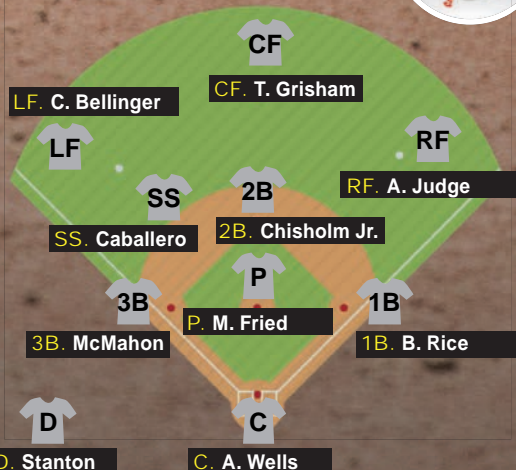 CF
CF. T. Grisham
LF. C. Bellinger
LF
RF
RF. A. Judge
SS
2B
SS. Caballero
2B. Chisholm Jr.
P
3B
1B
P. M. Fried
3B. McMahon
1B. B. Rice
D
C
D. Stanton
C. A. Wells